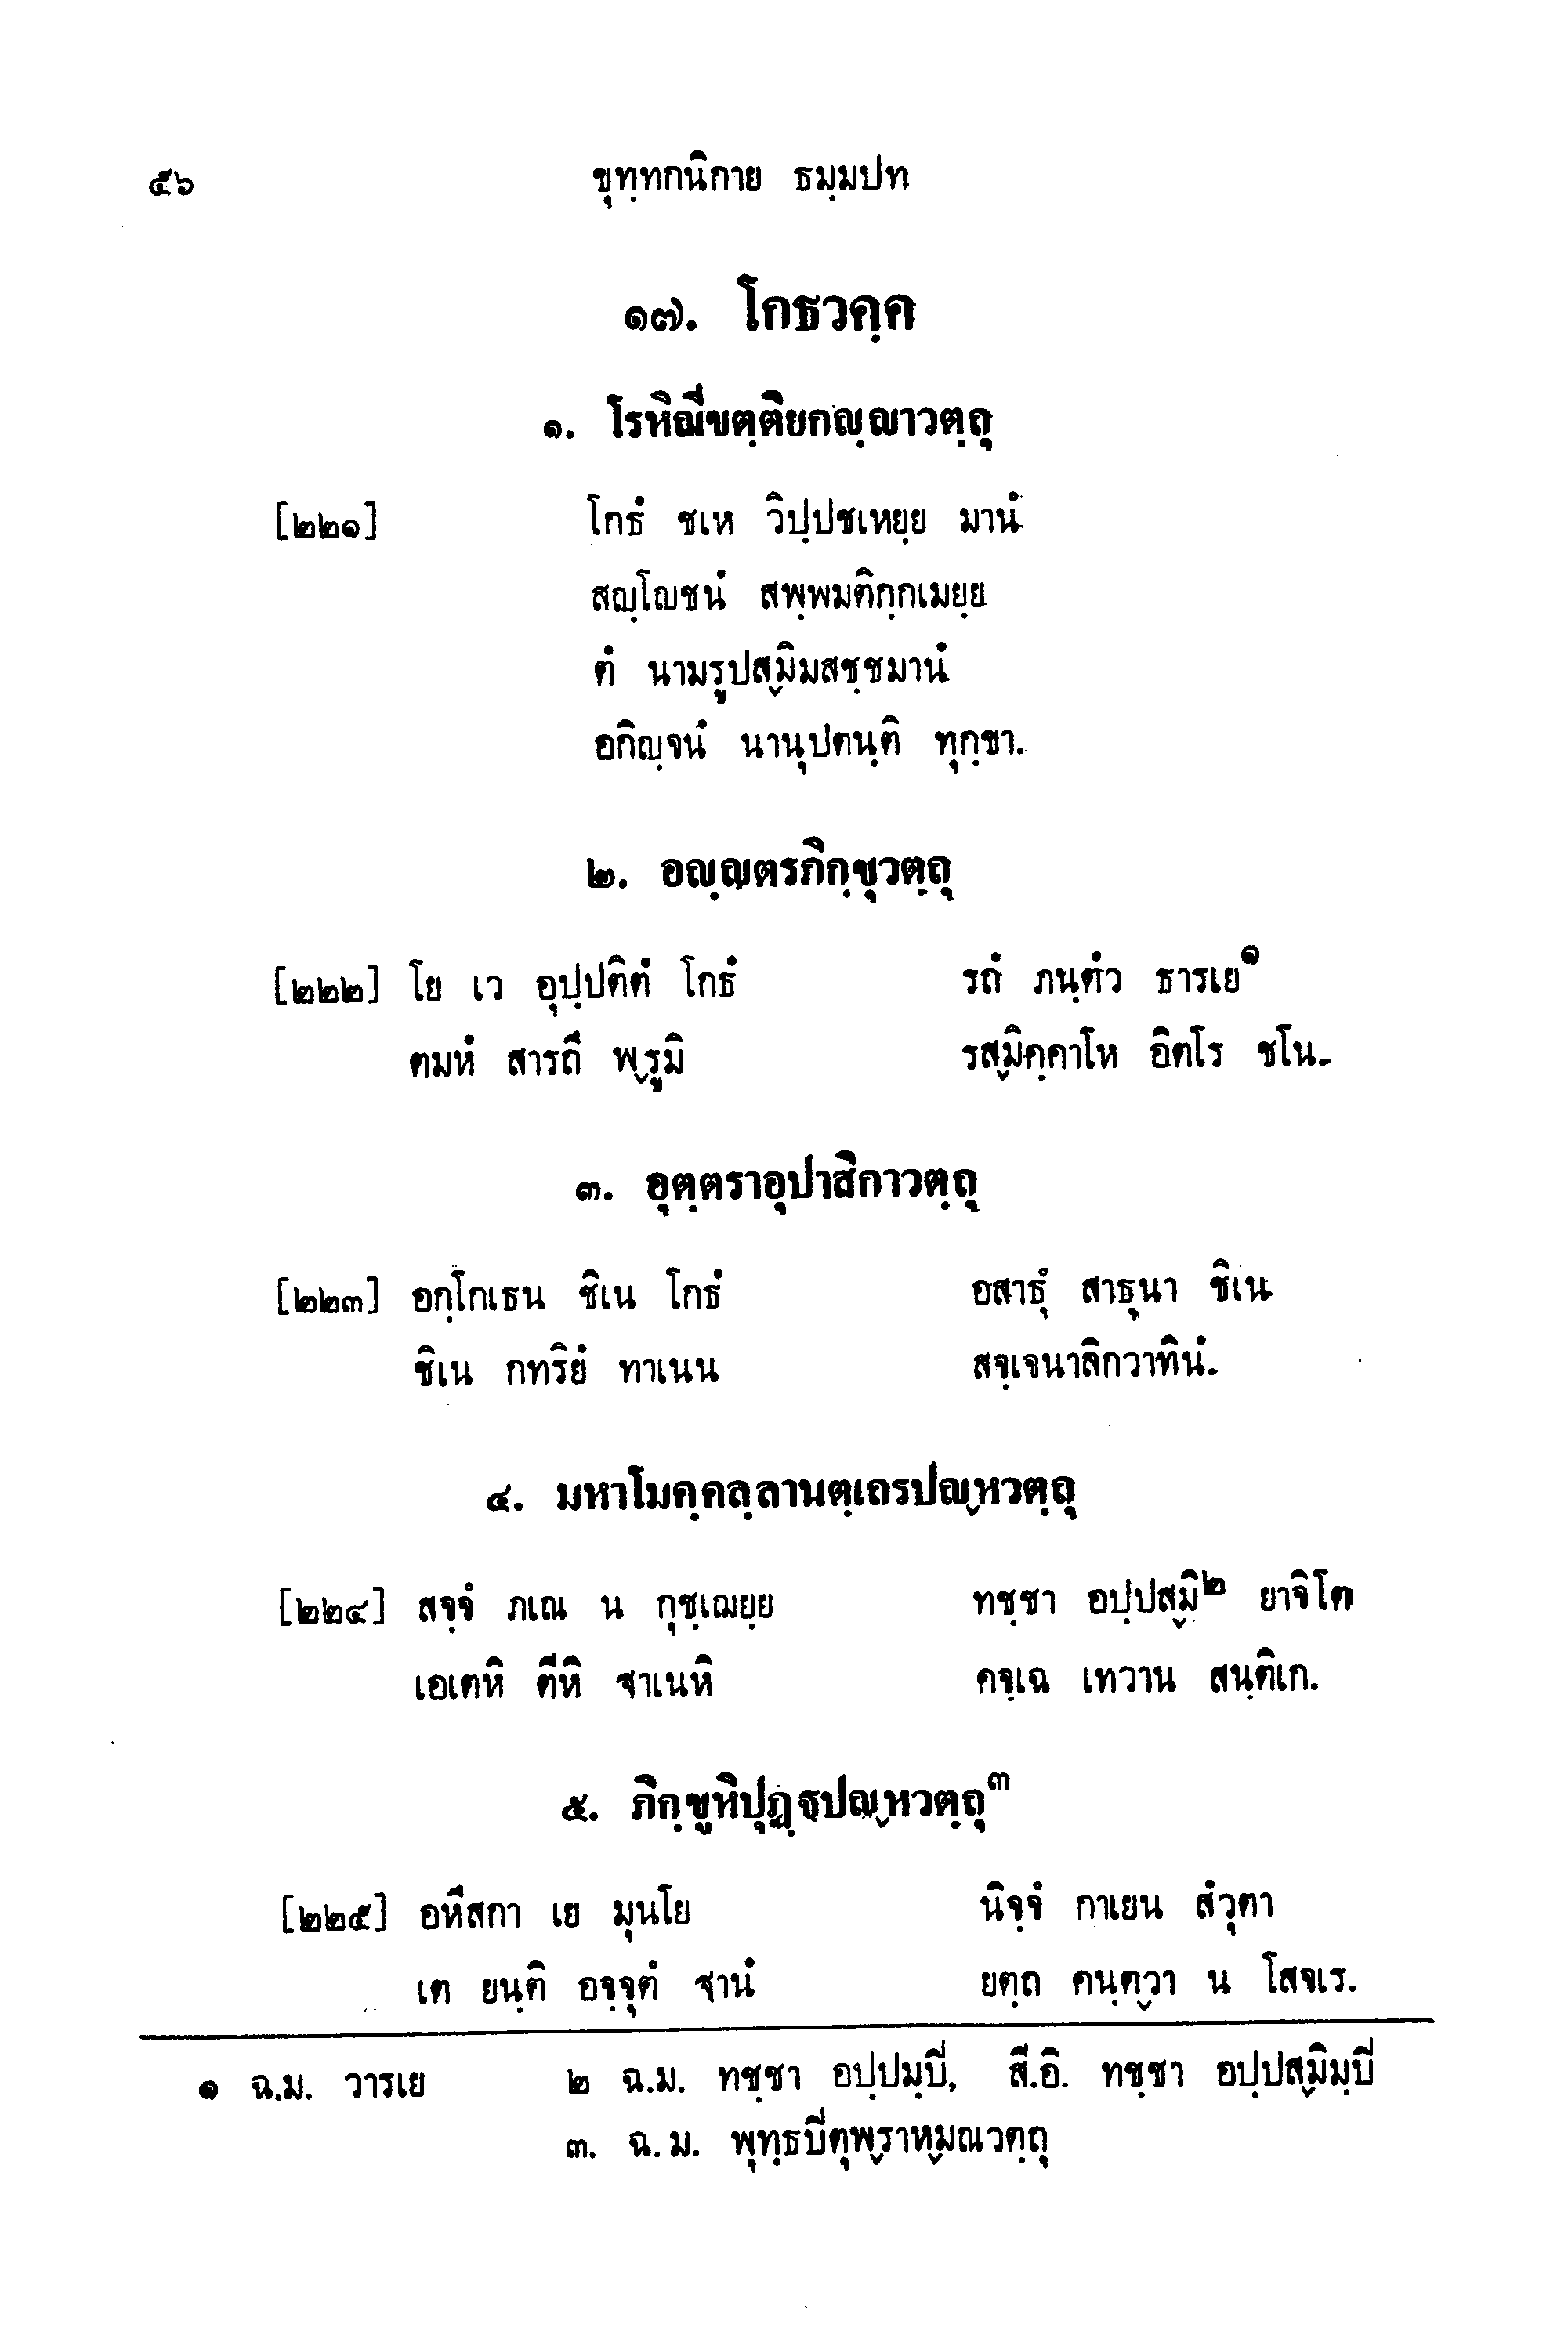 ๕๖ ขุทฺทกนิกาย ธมฺมปท
๑๗. โกธวคฺค
๑. โรหิณีขตฺติยกญฺญาวตฺถุ
[๒๒๑] โกธํ ชเห วิปฺปชเหยฺย มานํ
สญฺโญชนํ สพฺพมติกฺกเมยฺย
ตํ นามรูปสฺมิมสชฺชมานํ
อกิญฺจนํ นานุปตนฺติ ทุกฺขา.
๒. อญฺญตรภิกฺขุวตฺถุ
[๒๒๒] โย เว อุปฺปติตํ โกธํ รถํ ภนฺตํว ธารเย๑
ตมหํ สารถึ พฺรูมิ รสฺมิคฺคาโห อิตโร ชโน.
๓. อุตฺตราอุปาสิกาวตฺถุ
[๒๒๓] อกฺโกเธน ชิเน โกธํ อสาธุํ สาธุนา ชิเน
ชิเน กทริยํ ทาเนน สจฺเจนาลิกวาทินํ.
๔. มหาโมคฺคลฺลานตฺเถรปญฺหวตฺถุ
[๒๒๔] สจฺจํ ภเณ น กุชฺเฌยฺย ทชฺชา อปฺปสฺมิ๒ ยาจิโต
เอเตหิ ตีหิ ฐาเนหิ คจฺเฉ เทวาน สนฺติเก.
๕. ภิกฺขูหิปุฏฺฐปญฺหวตฺถุ๓
[๒๒๕] อหึสกา เย มุนโย นิจฺจํ กาเยน สํวุตา
เต ยนฺติ อจฺจุตํ ฐานํ ยตฺถ คนฺตฺวา น โสจเร.
๑ ฉ.ม. วารเย ๒ ฉ.ม. ทชฺชา อปฺปมฺปิ, สี.อิ. ทชฺชา อปฺปสฺมิมฺปิ
๓. ฉ.ม. พุทฺธปิตุพฺราหฺมณวตฺถุ